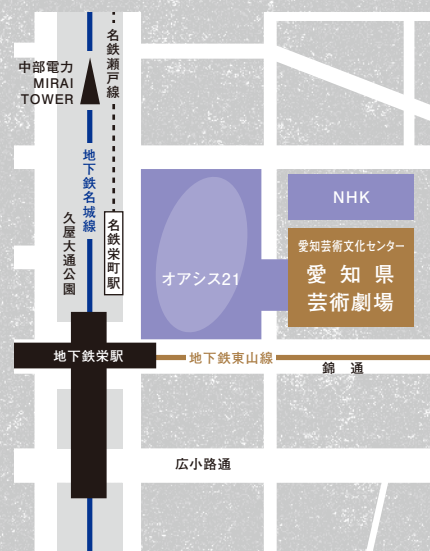 名鉄瀬戸線
中部電力
MIRAI
TOWER
地下鉄名城線
久屋大通公園
名鉄栄町駅
オアシス21
NHK
愛知芸術文化センター
愛知県
芸術劇場
地下鉄栄駅
地下鉄東山線
錦通
広小路通